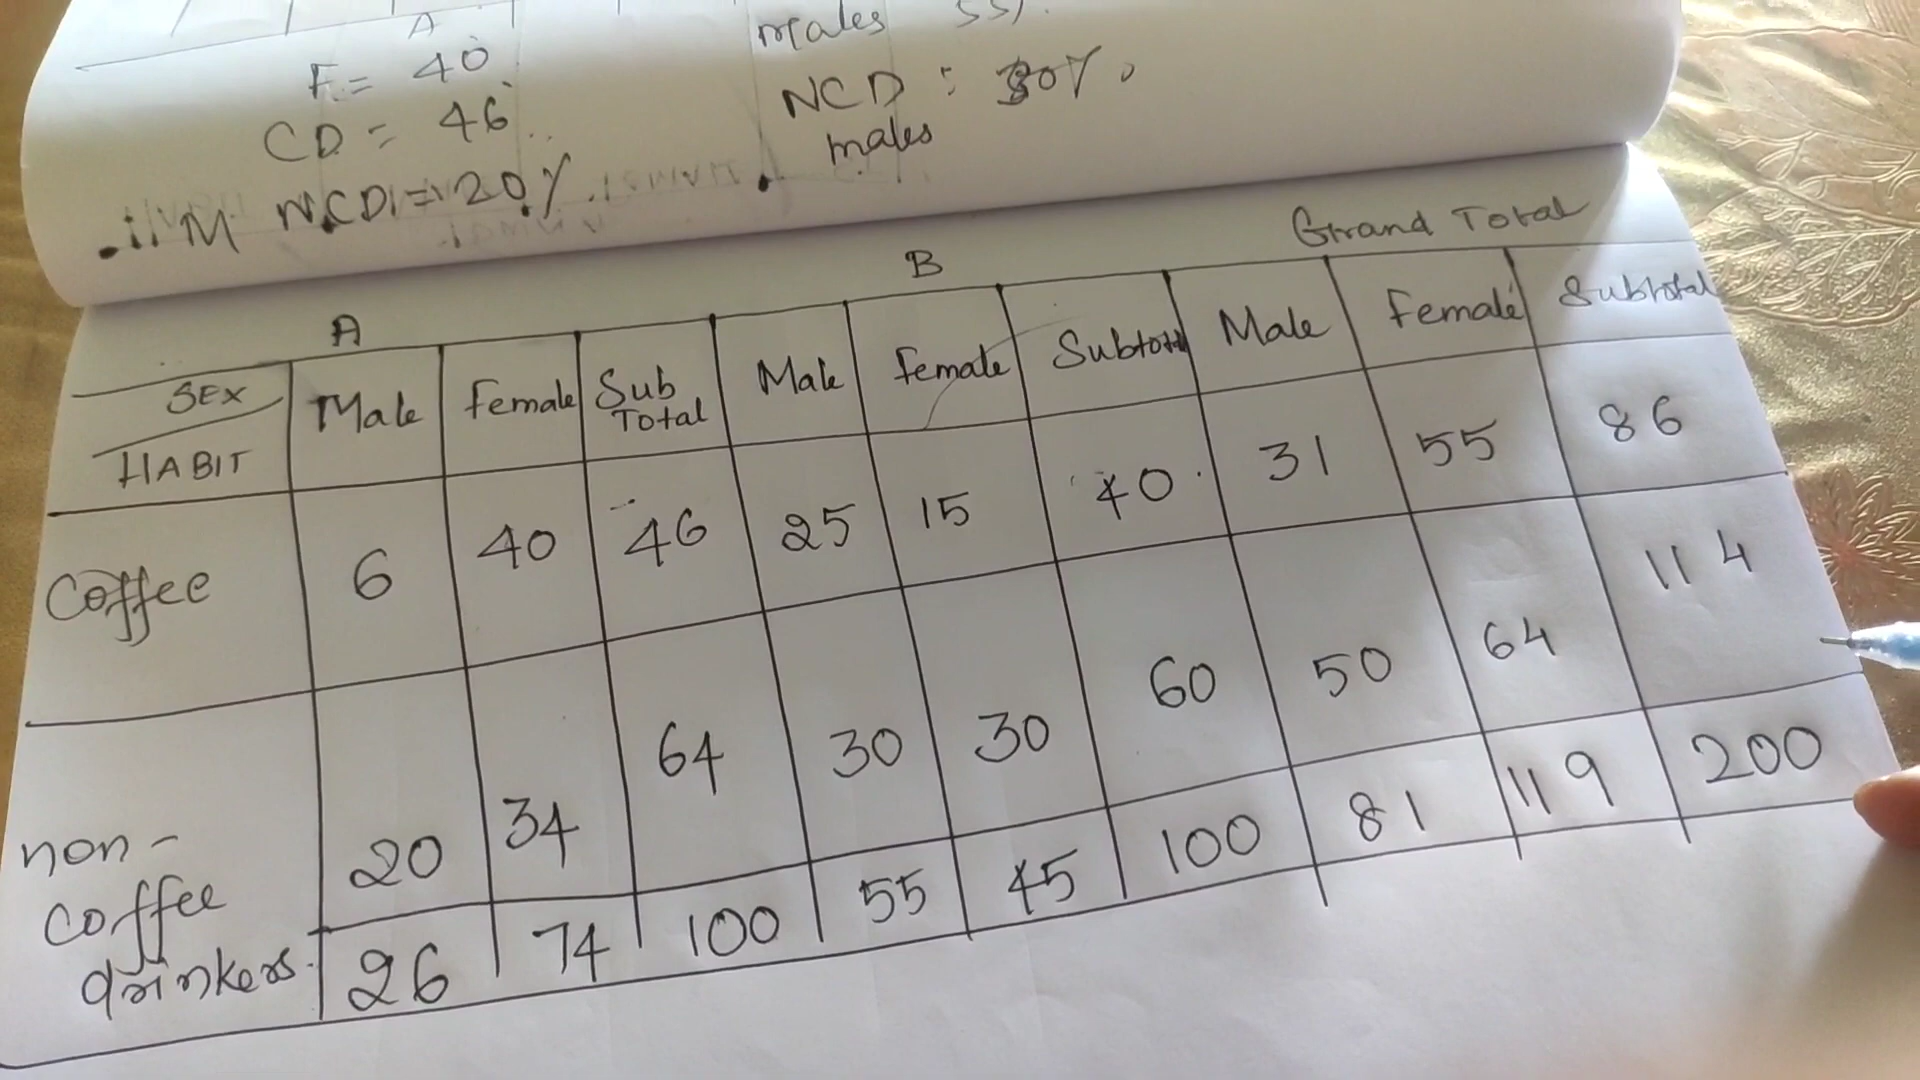 A
F = 40
CD = 46
M NCD = 20%.
males 55%.
NCD : 30%.
males
A B Grand Total
SEX Male Female Sub Total Male Female Subtotal Male Female Subtotal
HABIT
Coffee 6 40 46 25 15 40 31 55 86
non-coffee drinkers 20 34 64 30 30 60 50 64 114
26 74 100 55 45 100 81 119 200